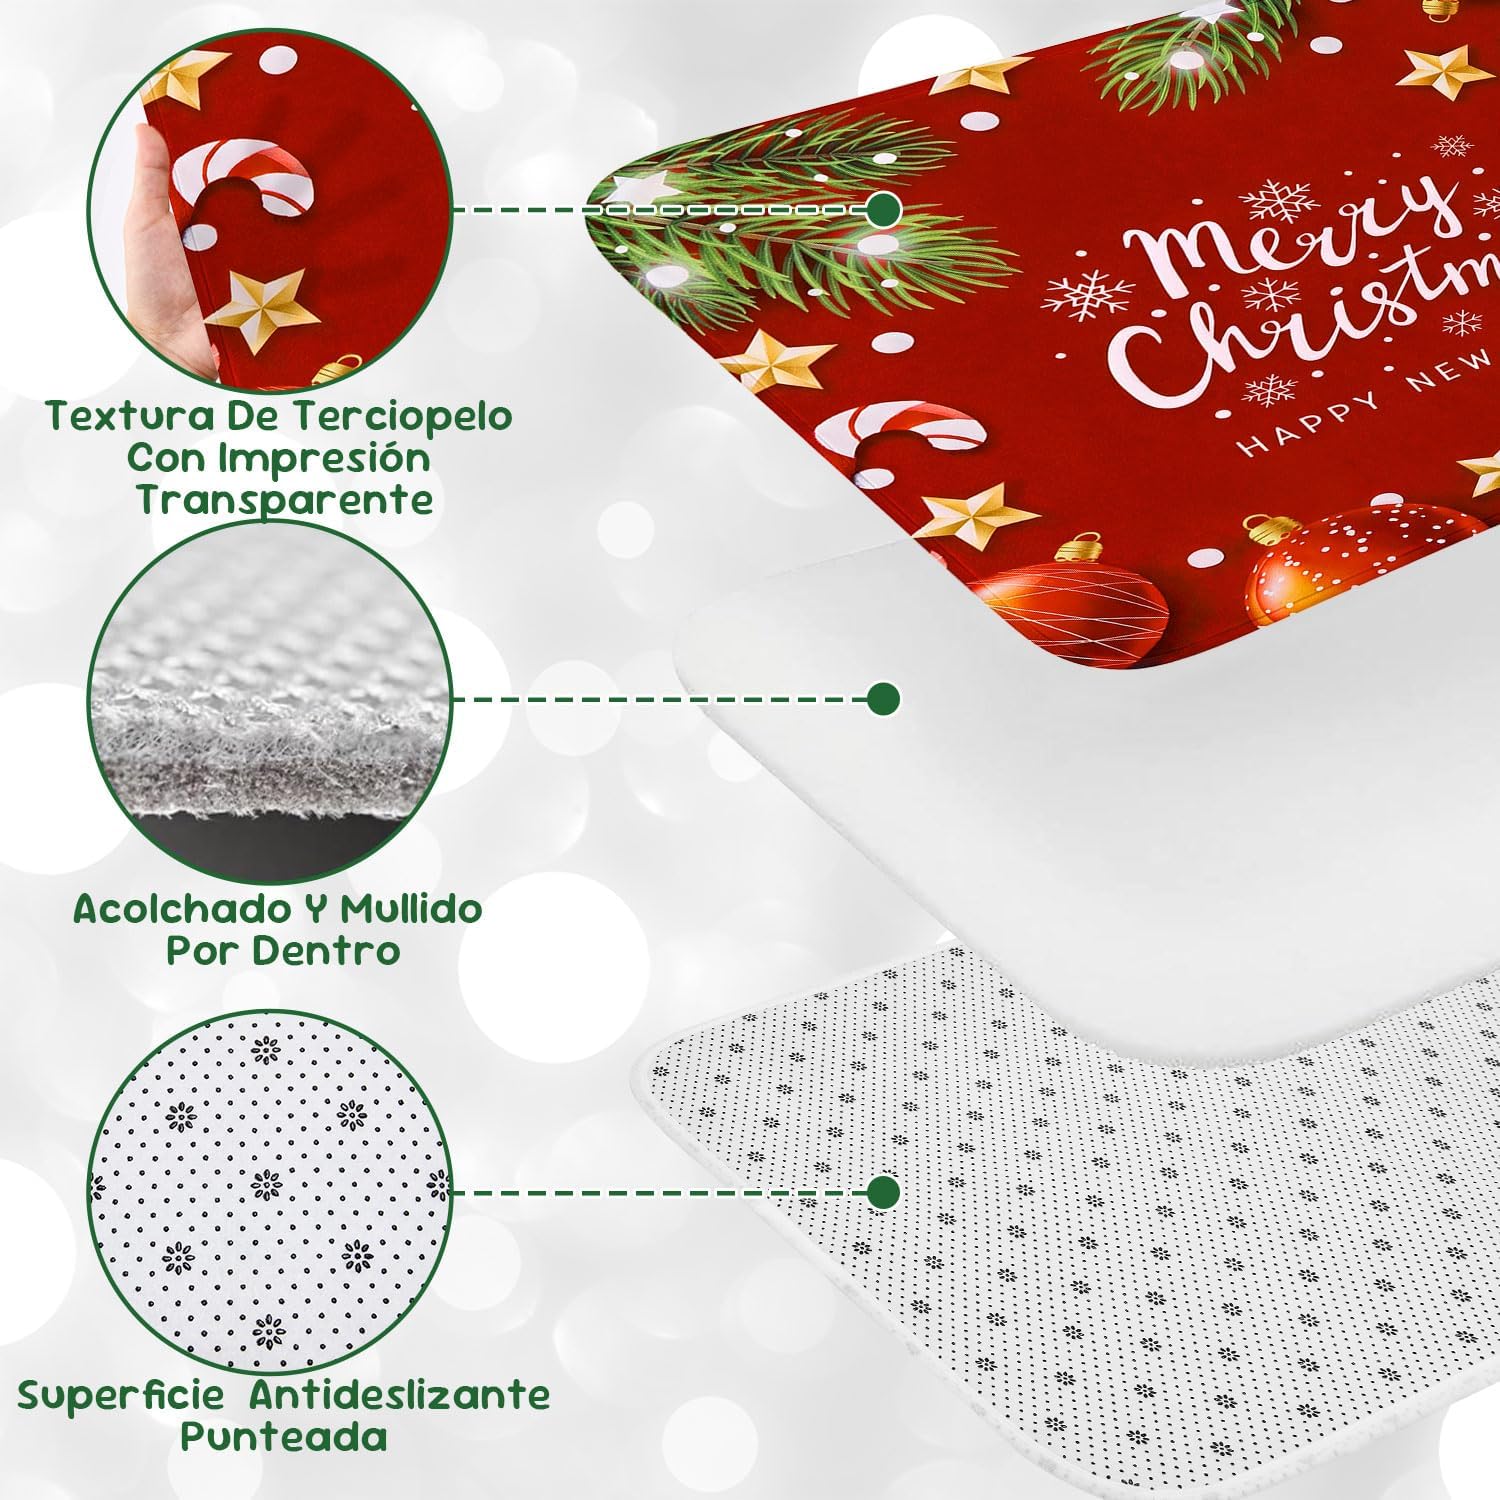 Merry
Christm
HAPPY NEW
Textura De Terciopelo
Con Impresión
Transparente
Acolchado Y Mullido
Por Dentro
Superficie Antideslizante
Punteada